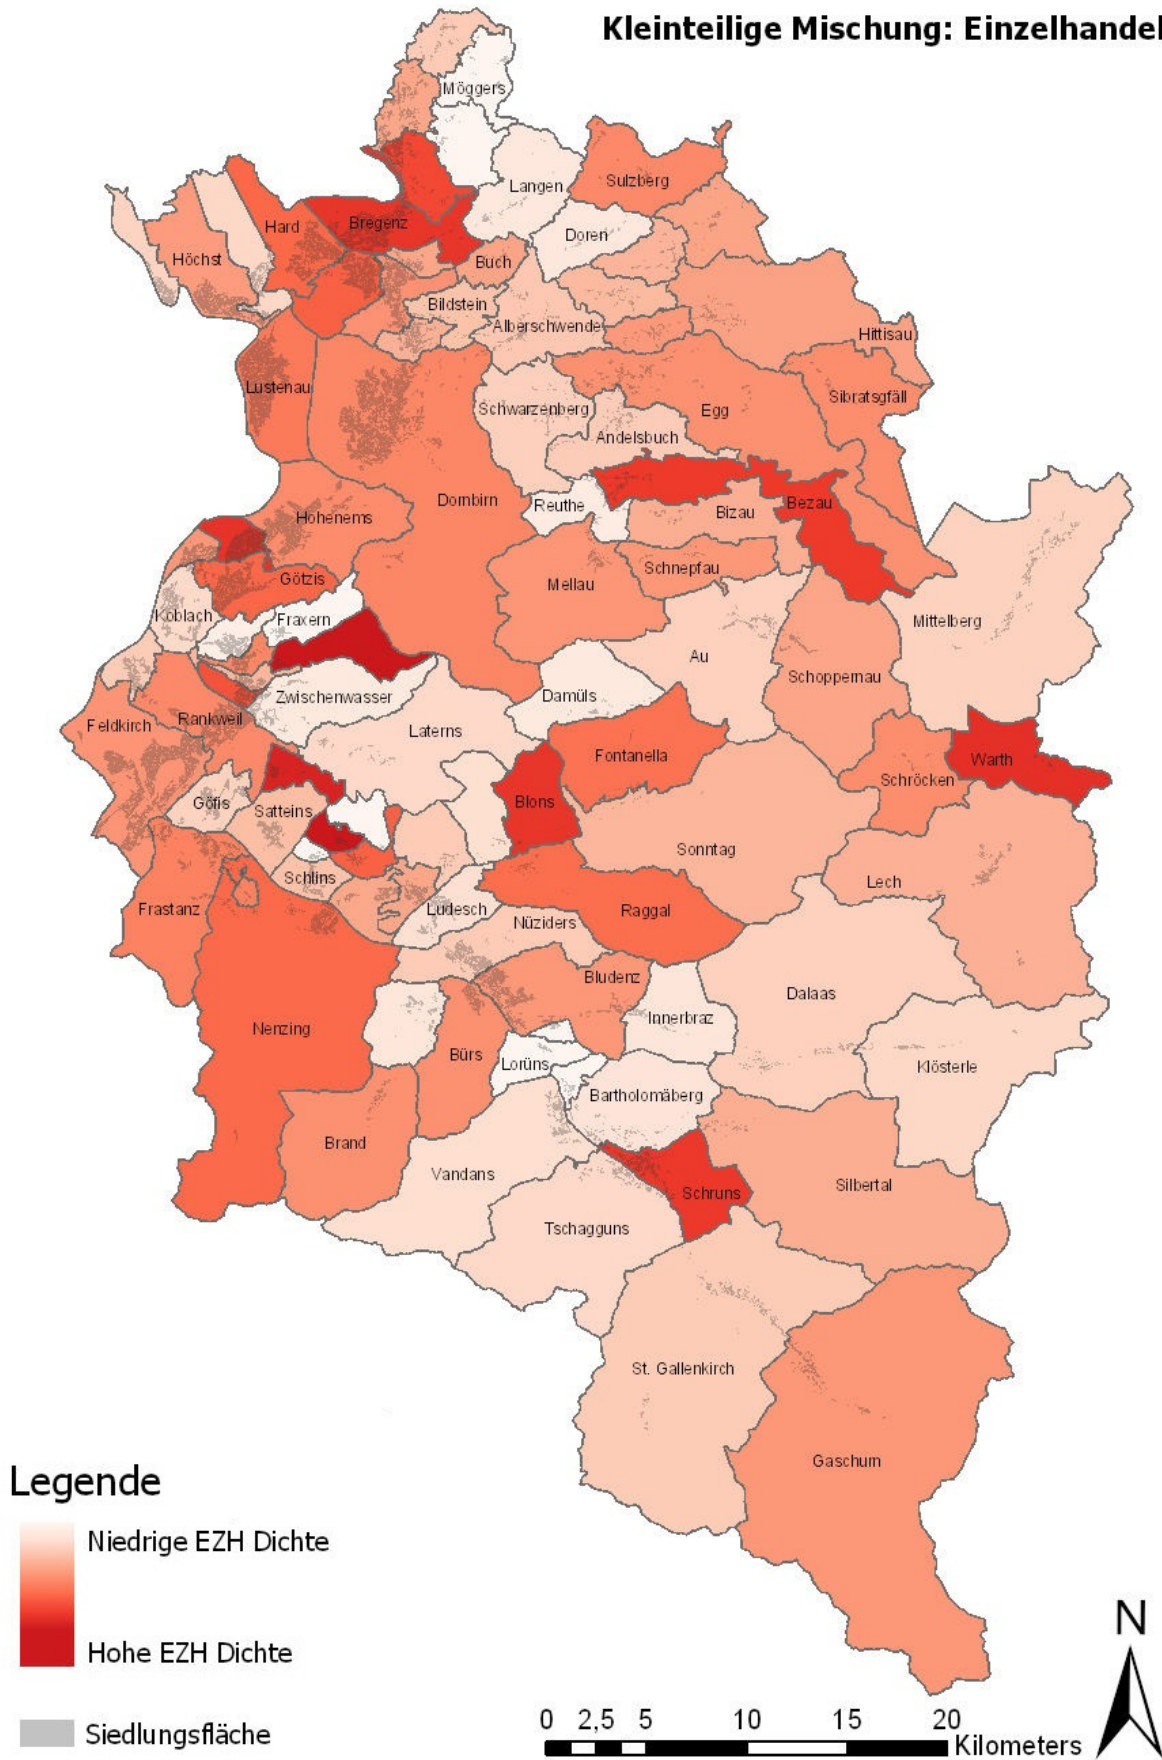 Kleinteilige Mischung: Einzelhandel
Möggers
Langen
Sulzberg
Hard
Bregenz
Doren
Höchst
Buch
Bildstein
Alberschwende
Hittisau
Lustenau
Sibratsgfäll
Schwarzenberg
Egg
Andelsbuch
Dornbirn
Reuthe
Bizau
Bezau
Hohenems
Schnepfau
Götzis
Mellau
Koblach
Fraxern
Mittelberg
Au
Schoppernau
Zwischenwasser
Damüls
Feldkirch
Rankweil
Laterns
Fontanella
Warth
Schröcken
Göfis
Satteins
Blons
Sonntag
Schlins
Lech
Frastanz
Ludesch
Nüziders
Raggal
Bludenz
Dalaas
Nenzing
Innerbraz
Bürs
Lorüns
Klösterle
Bartholomäberg
Brand
Vandans
Schruns
Silbertal
Tschagguns
St. Gallenkirch
Gaschurn
Legende
Niedrige EZH Dichte
Hohe EZH Dichte
Siedlungsfläche
0 2,5 5 10 15 20
Kilometers
N